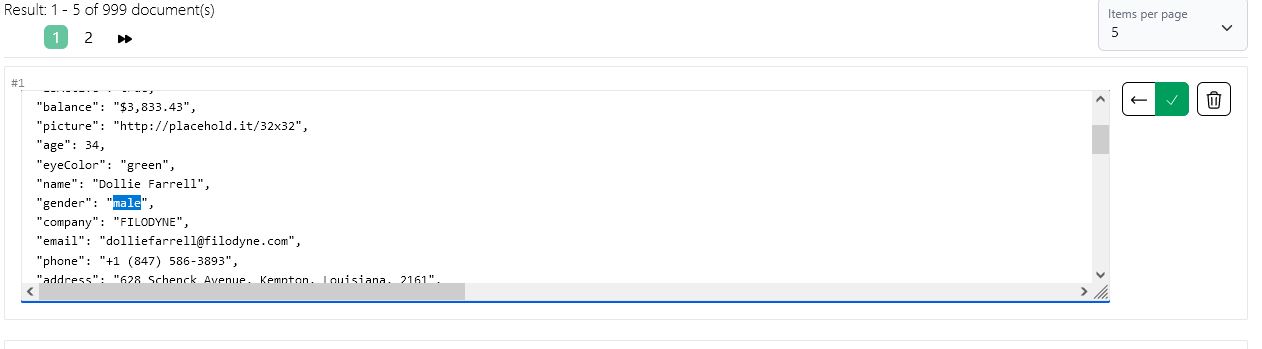 Result: 1 - 5 of 999 document(s)
Items per page
5
1 2
#1
"balance": "$3,833.43",
"picture": "http://placehold.it/32x32",
"age": 34,
"eyeColor": "green",
"name": "Dollie Farrell",
"gender": "male",
"company": "FILODYNE",
"email": "dolliefarrell@filodyne.com",
"phone": "+1 (847) 586-3893",
"address": "628 Schenck Avenue, Kempton, Louisiana, 2161",